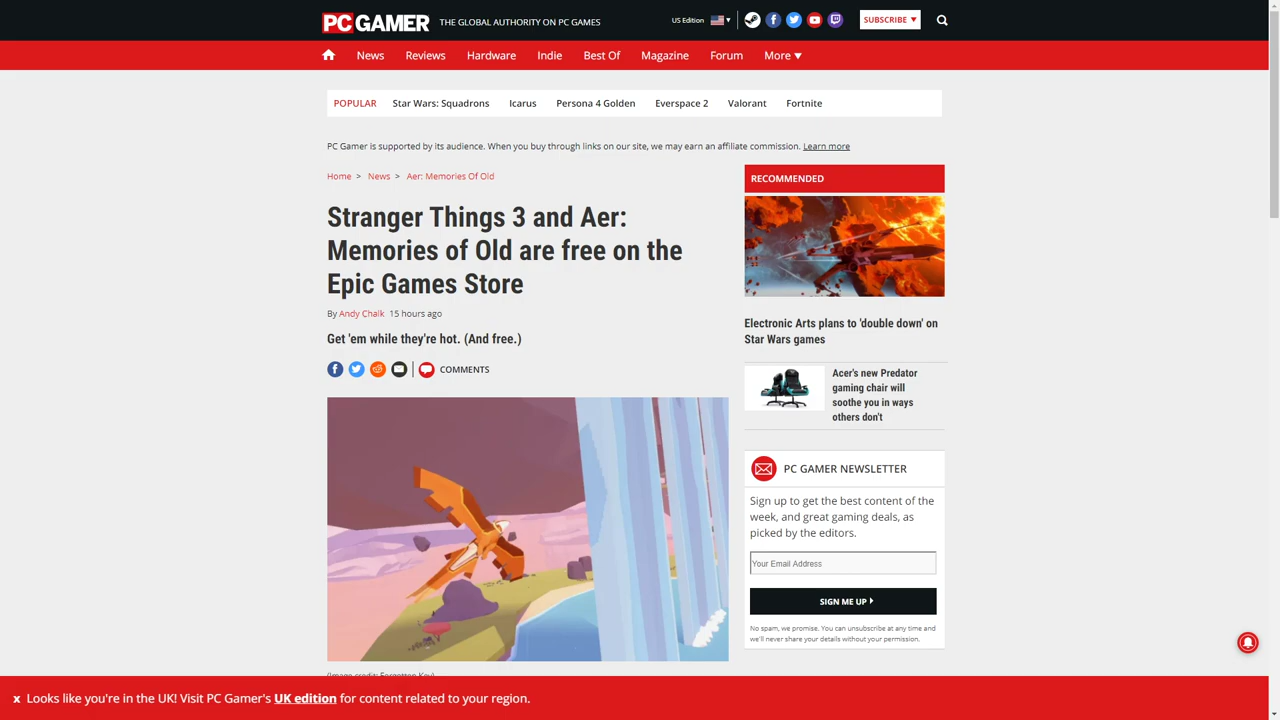 PC GAMER
THE GLOBAL AUTHORITY ON PC GAMES
US Edition
SUBSCRIBE
News Reviews Hardware Indie Best Of Magazine Forum More
POPULAR Star Wars: Squadrons Icarus Persona 4 Golden Everspace 2 Valorant Fortnite
PC Gamer is supported by its audience. When you buy through links on our site, we may earn an affiliate commission. Learn more
Home > News > Aer: Memories Of Old
Stranger Things 3 and Aer:
Memories of Old are free on the
Epic Games Store
By Andy Chalk 15 hours ago
Get 'em while they're hot. (And free.)
COMMENTS
(Image credit: Forgotten Key)
RECOMMENDED
Electronic Arts plans to 'double down' on
Star Wars games
Acer's new Predator
gaming chair will
soothe you in ways
others don't
PC GAMER NEWSLETTER
Sign up to get the best content of the
week, and great gaming deals, as
picked by the editors.
Your Email Address
SIGN ME UP
No spam, we promise. You can unsubscribe at any time and
we'll never share your details without your permission.
x Looks like you're in the UK! Visit PC Gamer's UK edition for content related to your region.